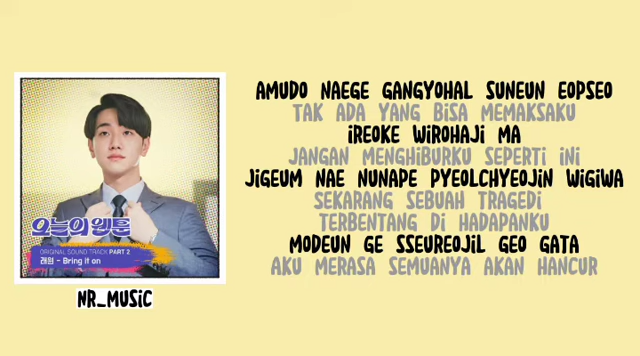 오늘의 웹툰
ORIGINAL SOUND TRACK PART 2
래원 - Bring it on
NR_MUSIC
AMUDO NAEGE GANGYOHAL SUNEUN EOPSEO
TAK ADA YANG BISA MEMAKSAKU
IREOKE WIROHAJI MA
JANGAN MENGHIBURKU SEPERTI INI
JIGEUM NAE NUNAPE PYEOLCHYEOJIN WIGIWA
SEKARANG SEBUAH TRAGEDI
TERBENTANG DI HADAPANKU
MODEUN GE SSEUREOJIL GEO GATA
AKU MERASA SEMUANYA AKAN HANCUR